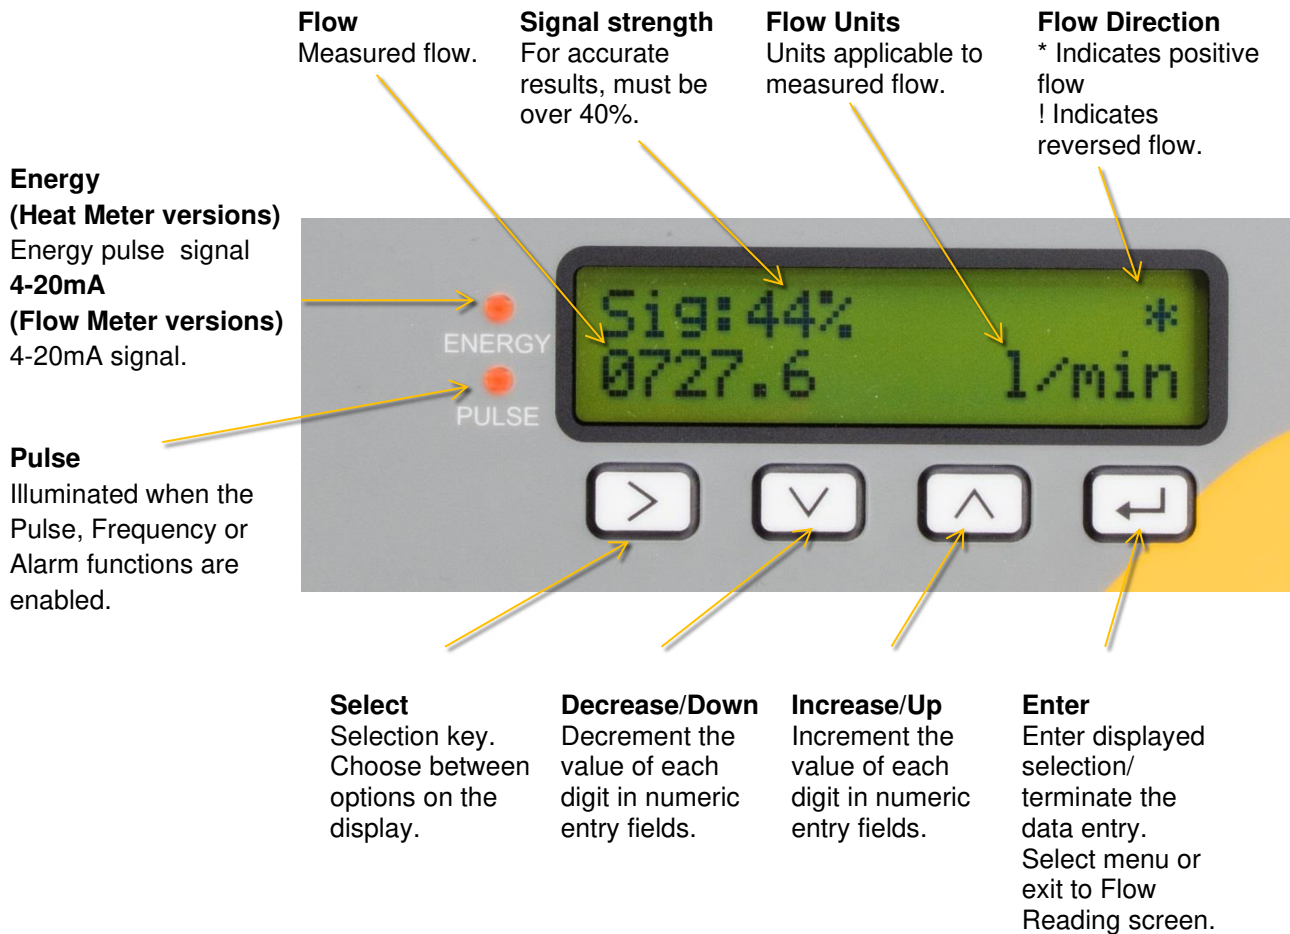 Flow
Measured flow.
Signal strength
For accurate
results, must be
over 40%.
Flow Units
Units applicable to
measured flow.
Flow Direction
* Indicates positive
flow
! Indicates
reversed flow.
Energy
(Heat Meter versions)
Energy pulse signal
4-20mA
(Flow Meter versions)
4-20mA signal.
Pulse
Illuminated when the
Pulse, Frequency or
Alarm functions are
enabled.
ENERGY
PULSE
Sig:44% *
0727.6 l/min
Select
Selection key.
Choose between
options on the
display.
Decrease/Down
Decrement the
value of each
digit in numeric
entry fields.
Increase/Up
Increment the
value of each
digit in numeric
entry fields.
Enter
Enter displayed
selection/
terminate the
data entry.
Select menu or
exit to Flow
Reading screen.